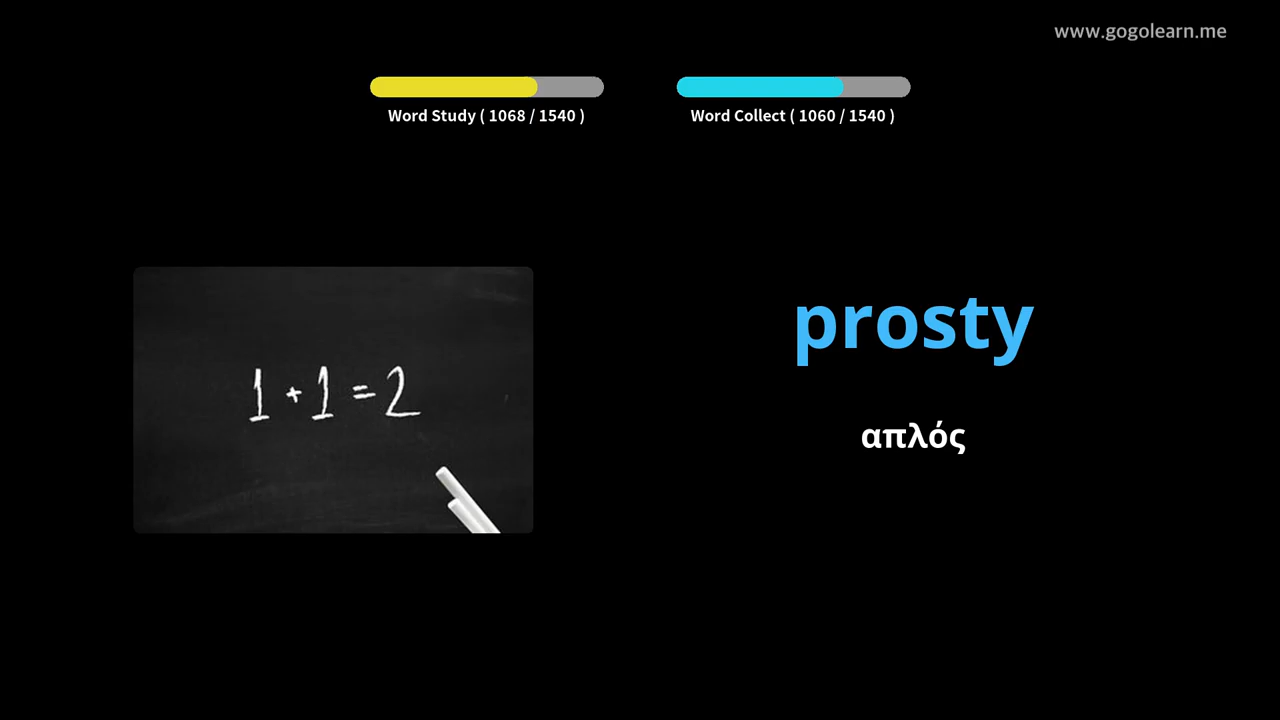 www.gogolearn.me
Word Study ( 1068 / 1540 )
Word Collect ( 1060 / 1540 )
1 + 1 = 2
prosty
απλός